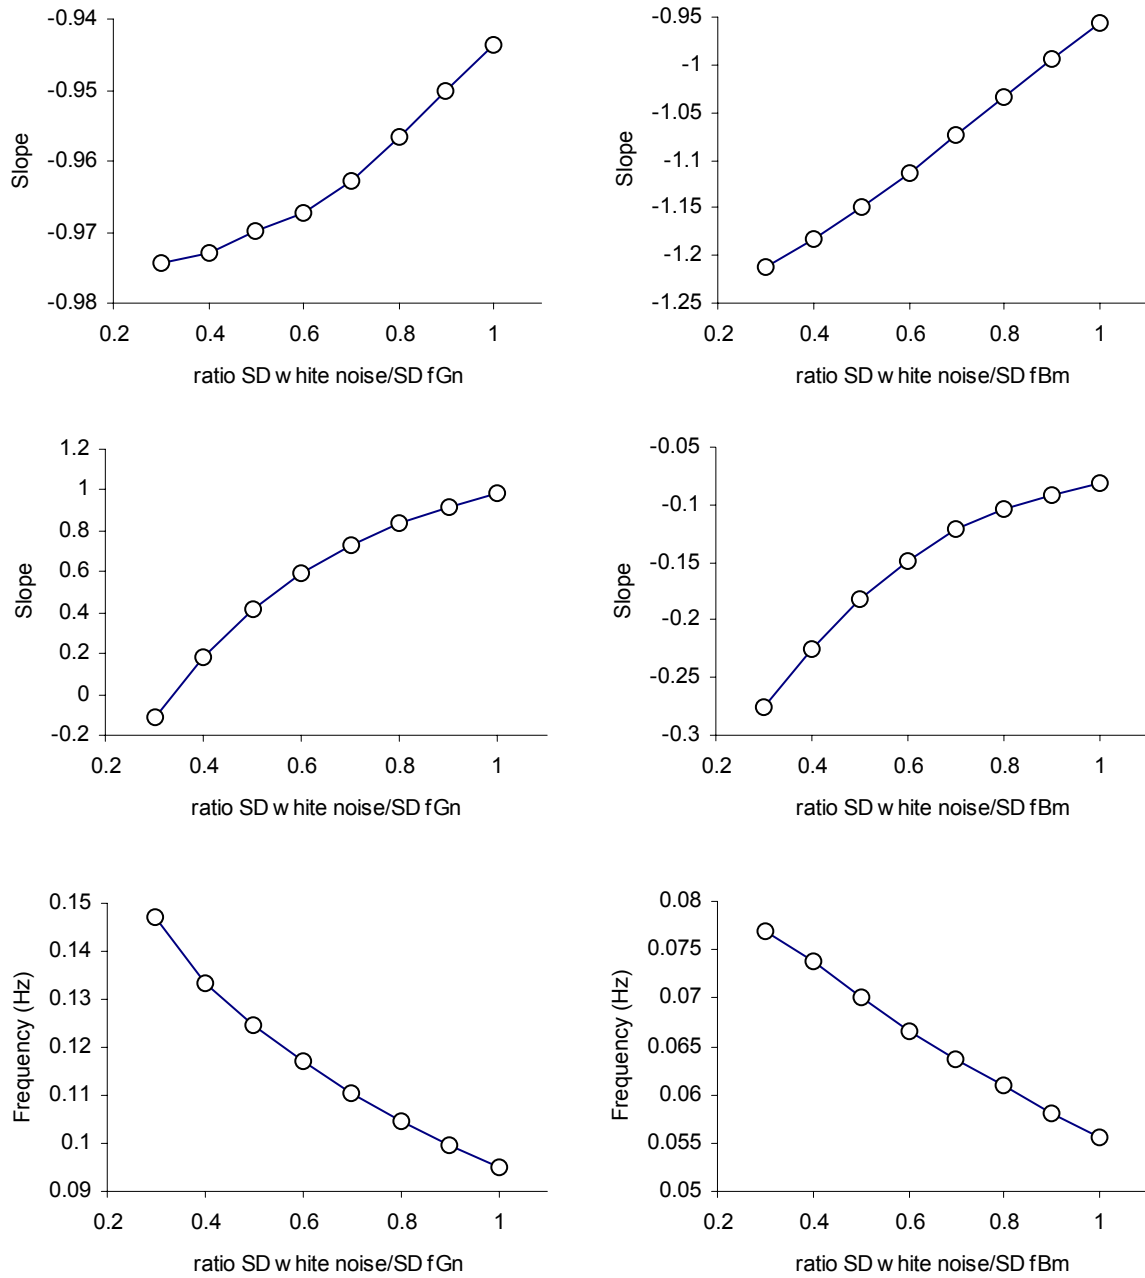 -0.94
-0.95
-0.96
-0.97
-0.98
Slope
0.2 0.4 0.6 0.8 1
ratio SD w hite noise/SD fGn
-0.95
-1
-1.05
-1.1
-1.15
-1.2
-1.25
Slope
0.2 0.4 0.6 0.8 1
ratio SD w hite noise/SD fBm
1.2
1
0.8
0.6
0.4
0.2
0
-0.2
Slope
0.2 0.4 0.6 0.8 1
ratio SD w hite noise/SD fGn
-0.05
-0.1
-0.15
-0.2
-0.25
-0.3
Slope
0.2 0.4 0.6 0.8 1
ratio SD w hite noise/SD fBm
0.15
0.14
0.13
0.12
0.11
0.1
0.09
Frequency (Hz)
0.2 0.4 0.6 0.8 1
ratio SD w hite noise/SD fGn
0.08
0.075
0.07
0.065
0.06
0.055
0.05
Frequency (Hz)
0.2 0.4 0.6 0.8 1
ratio SD w hite noise/SD fBm